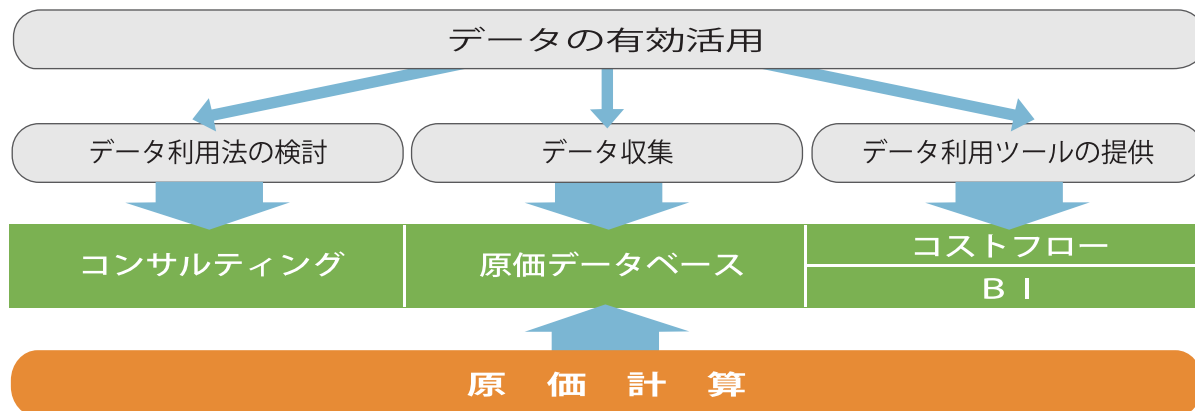 データの有効活用
データ利用法の検討
データ収集
データ利用ツールの提供
コンサルティング
原価データベース
コストフロー
ＢＩ
原価計算